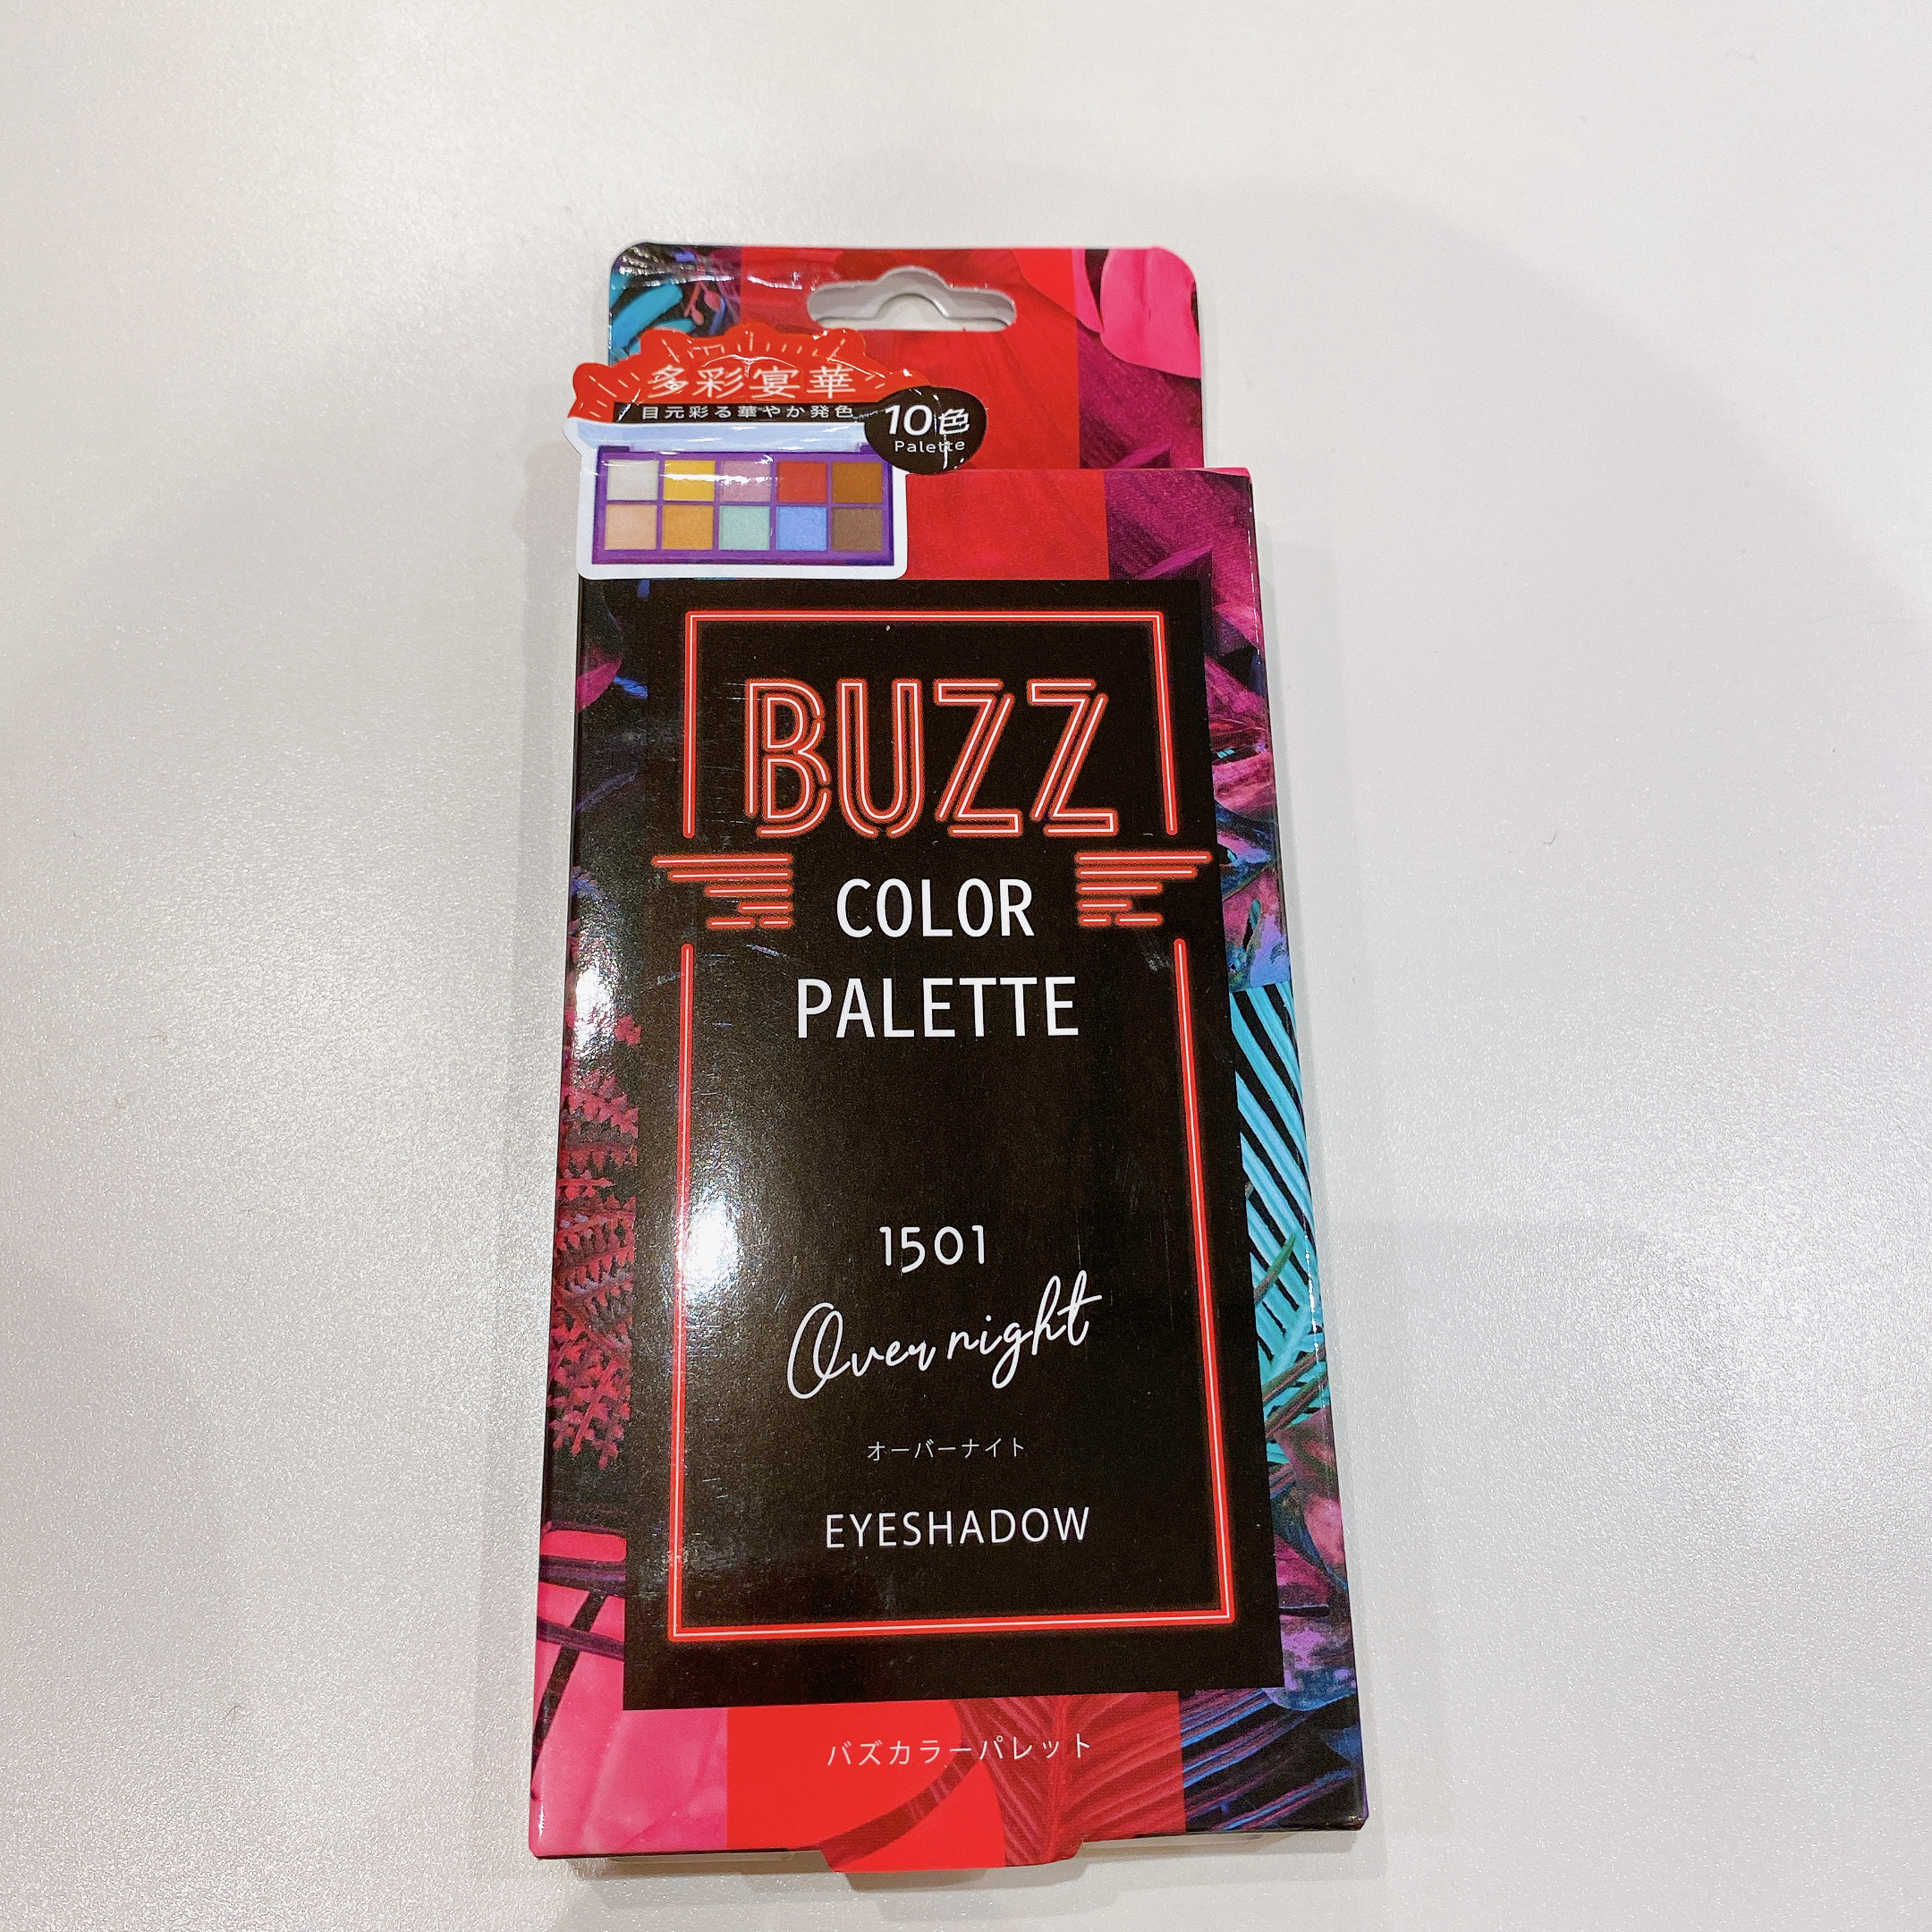 多彩宴華
目元彩る華やか発色
10色
Palette
BUZZ
COLOR
PALETTE
1501
Over night
オーバーナイト
EYESHADOW
バズカラーパレット